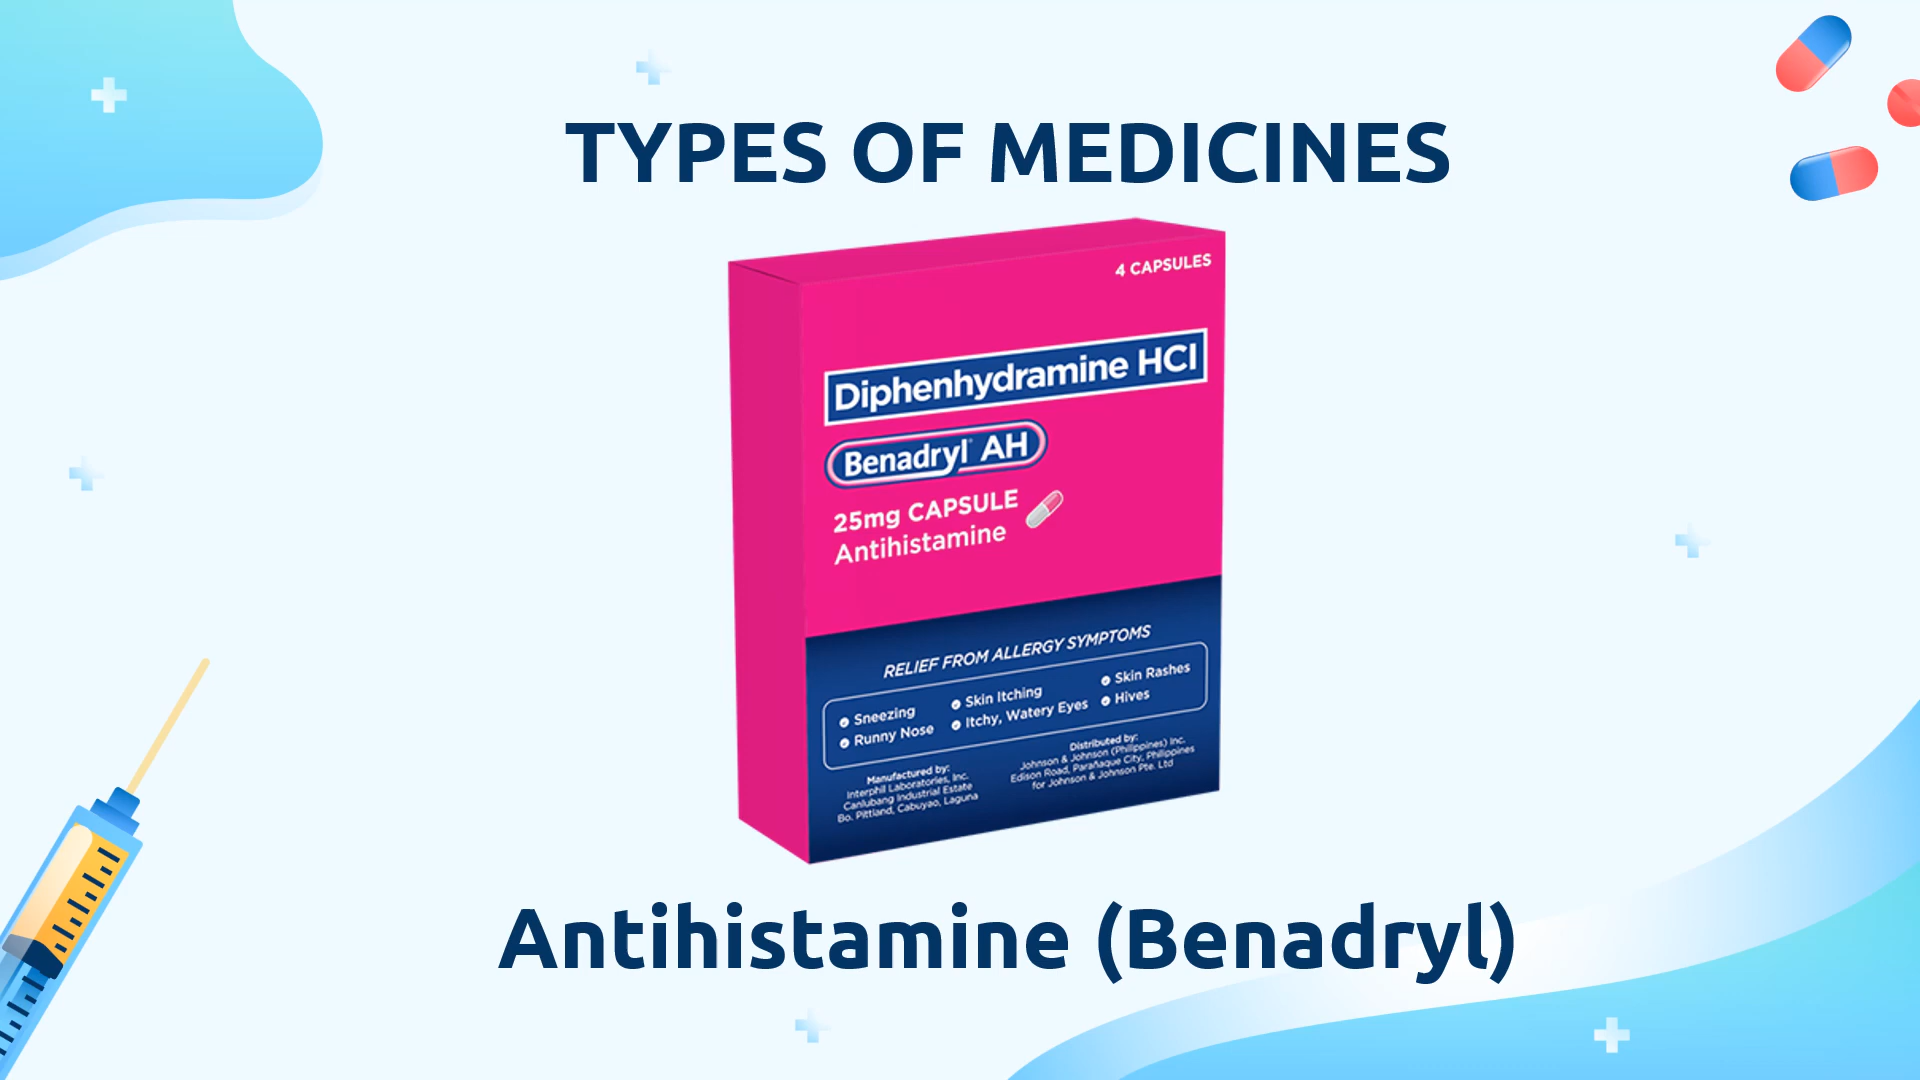 TYPES OF MEDICINES
4 CAPSULES
Diphenhydramine HCl
Benadryl® AH
25mg CAPSULE
Antihistamine
RELIEF FROM ALLERGY SYMPTOMS
Sneezing
Runny Nose
Skin Itching
Itchy, Watery Eyes
Skin Rashes
Hives
Manufactured by:
Interphil Laboratories, Inc.
Canlubang Industrial Estate
Bo. Pittland, Cabuyao, Laguna
Distributed by:
Johnson & Johnson (Philippines) Inc.
Edison Road, Parañaque City, Philippines
for Johnson & Johnson Pte. Ltd
Antihistamine (Benadryl)